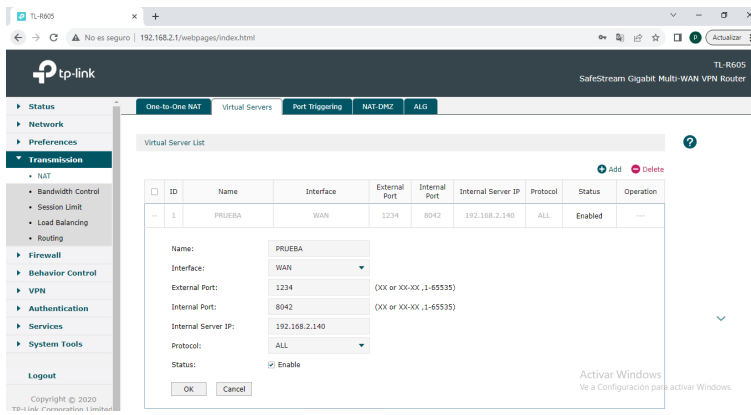 TL-R605
No es seguro | 192.168.2.1/webpages/index.html
P
Actualizar
tp-link
TL-R605
SafeStream Gigabit Multi-WAN VPN Router
Status
Network
Preferences
Transmission
NAT
Bandwidth Control
Session Limit
Load Balancing
Routing
Firewall
Behavior Control
VPN
Authentication
Services
System Tools
Logout
Copyright © 2020
TP-Link Corporation Limited
One-to-One NAT Virtual Servers Port Triggering NAT-DMZ ALG
Virtual Server List
?
Add Delete
ID Name Interface External Port Internal Port Internal Server IP Protocol Status Operation
--- 1 PRUEBA WAN 1234 8042 192.168.2.140 ALL Enabled ---
Name: PRUEBA
Interface: WAN
External Port: 1234 (XX or XX-XX ,1-65535)
Internal Port: 8042 (XX or XX-XX ,1-65535)
Internal Server IP: 192.168.2.140
Protocol: ALL
Status: Enable
OK Cancel
Activar Windows
Ve a Configuración para activar Windows.